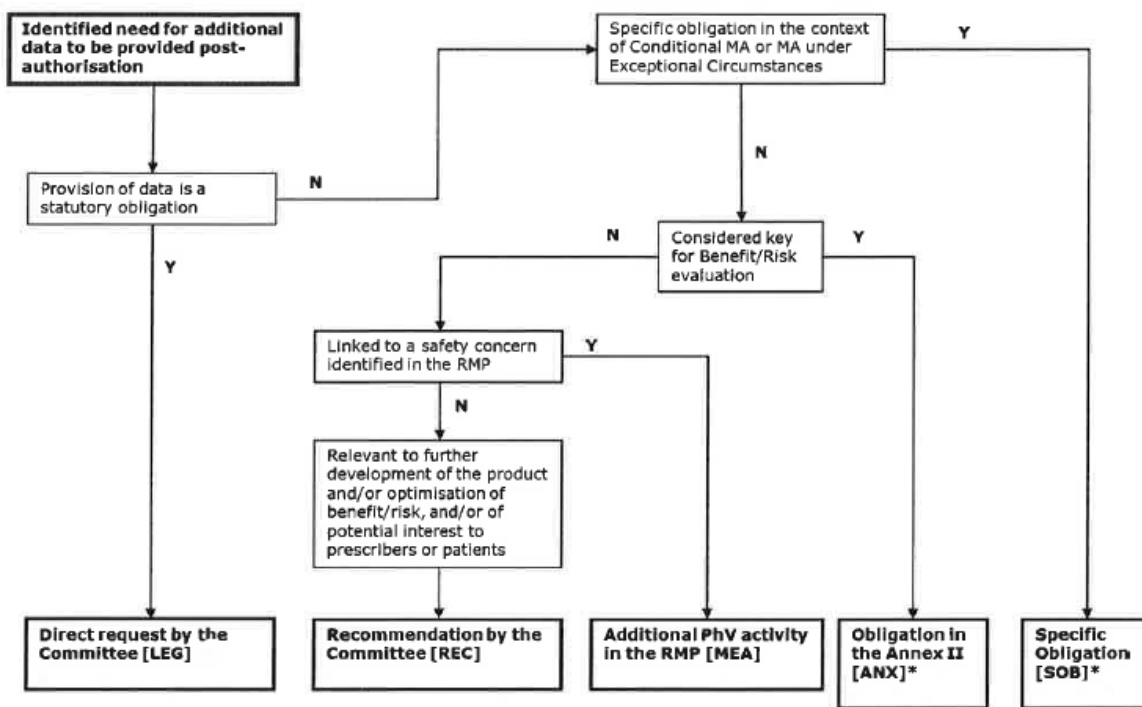 Identified need for additional
data to be provided post-
authorisation
Specific obligation in the context
of Conditional MA or MA under
Exceptional Circumstances
Y
N
Provision of data is a
statutory obligation
N
Y
N
Considered key
for Benefit/Risk
evaluation
Y
Linked to a safety concern
identified in the RMP
Y
N
Relevant to further
development of the product
and/or optimisation of
benefit/risk, and/or of
potential interest to
prescribers or patients
Direct request by the
Committee [LEG]
Recommendation by the
Committee [REC]
Additional PhV activity
in the RMP [MEA]
Obligation in
the Annex II
[ANX]*
Specific
Obligation
[SOB]*